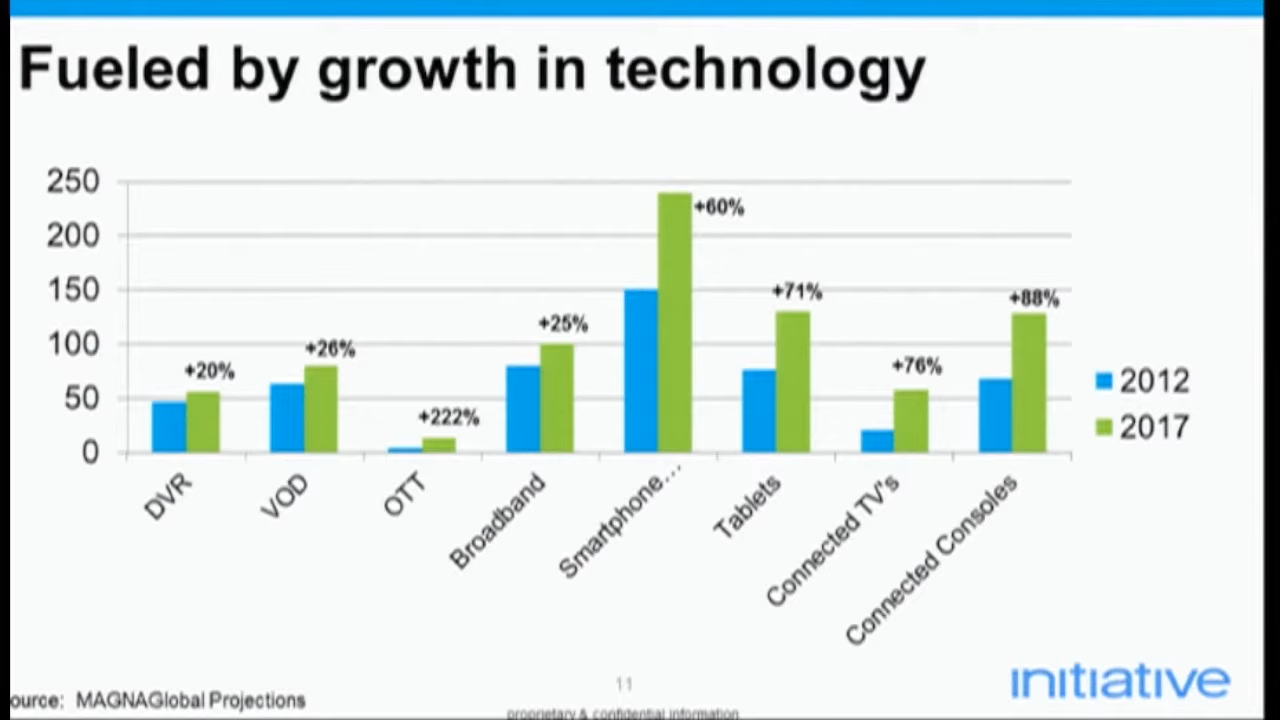 Fueled by growth in technology
250
200
150
100
50
0
+20%
+26%
+222%
+25%
+60%
+71%
+76%
+88%
DVR
VOD
OTT
Broadband
Smartphone...
Tablets
Connected TV's
Connected Consoles
2012
2017
ource: MAGNAGlobal Projections
11
proprietary & confidential information
initiative